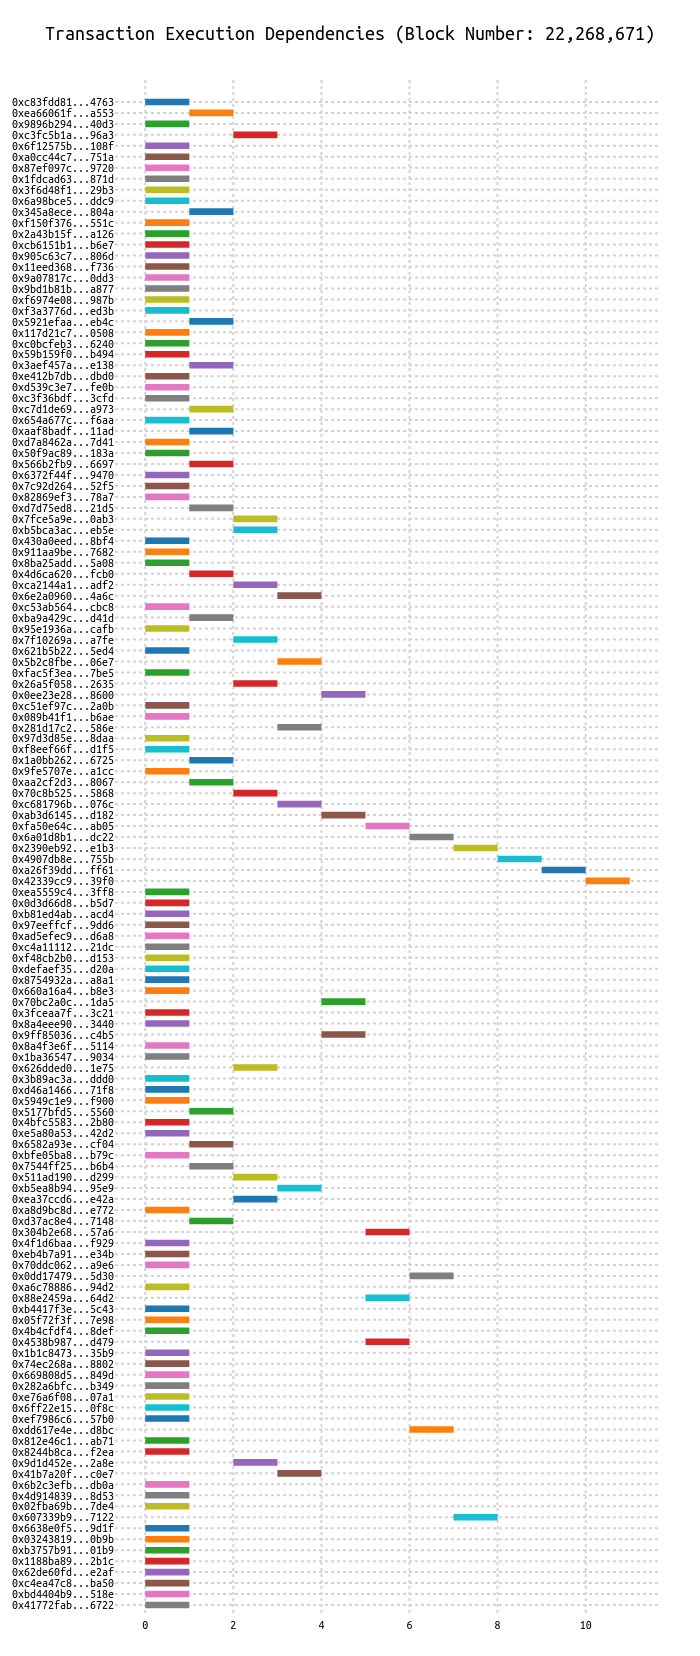 Transaction Execution Dependencies (Block Number: 22,268,671)
0xc83fdd81...4763
0xea66061f...a553
0x9896b294...40d3
0xc3fc5b1a...96a3
0x6f12575b...108f
0xa0cc44c7...751a
0x87ef097c...9720
0x1fdcad63...871d
0x3f6d48f1...29b3
0x6a98bce5...ddc9
0x345a8ece...804a
0xf150f376...551c
0x2a43b15f...a126
0xcb6151b1...b6e7
0x905c63c7...806d
0x11eed368...f736
0x9a07817c...0dd3
0x9bd1b81b...a877
0xf6974e08...987b
0xf3a3776d...ed3b
0x5921efaa...eb4c
0x117d21c7...0508
0xc0bcfeb3...6240
0x59b159f0...b494
0x3aef457a...e138
0xe412b7db...dbd0
0xd539c3e7...fe0b
0xc3f36bdf...3cfd
0xc7d1de69...a973
0x654a677c...f6aa
0xaaf8badf...11ad
0xd7a8462a...7d41
0x50f9ac89...183a
0x566b2fb9...6697
0x6372f44f...9470
0x7c92d264...52f5
0x82869ef3...78a7
0xd7d75ed8...21d5
0x7fce5a9e...0ab3
0xb5bca3ac...eb5e
0x430a0eed...8bf4
0x911aa9be...7682
0x8ba25add...5a08
0x4d6ca620...fcb0
0xca2144a1...adf2
0x6e2a0960...4a6c
0xc53ab564...cbc8
0xba9a429c...d41d
0x95e1936a...cafb
0x7f10269a...a7fe
0x621b5b22...5ed4
0x5b2c8fbe...06e7
0xfac5f3ea...7be5
0x26a5f058...2635
0x0ee23e28...8600
0xc51ef97c...2a0b
0x089b41f1...b6ae
0x281d17c2...586e
0x97d3d85e...8daa
0xf8eef66f...d1f5
0x1a0bb262...6725
0x9fe5707e...a1cc
0xaa2cf2d3...8067
0x70c8b525...5868
0xc681796b...076c
0xab3d6145...d182
0xfa50e64c...ab05
0x6a01d8b1...dc22
0x2390eb92...e1b3
0x4907db8e...755b
0xa26f39dd...ff61
0x42339cc9...39f0
0xea5559c4...3ff8
0x0d3d66d8...b5d7
0xb81ed4ab...acd4
0x97eeffcf...9dd6
0xad5efec9...d6a8
0xc4a11112...21dc
0xf48cb2b0...d153
0xdefaef35...d20a
0x8754932a...a8a1
0x660a16a4...b8e3
0x70bc2a0c...1da5
0x3fceaa7f...3c21
0x8a4eee90...3440
0x9ff85036...c4b5
0x8a4f3e6f...5114
0x1ba36547...9034
0x626dded0...1e75
0x3b89ac3a...ddd0
0xd46a1466...71f8
0x5949c1e9...f900
0x5177bfd5...5560
0x4bfc5583...2b80
0xe5a80a53...42d2
0x6582a93e...cf04
0xbfe05ba8...b79c
0x7544ff25...b6b4
0x511ad190...d299
0xb5ea8b94...95e9
0xea37ccd6...e42a
0xa8d9bc8d...e772
0xd37ac8e4...7148
0x304b2e68...57a6
0x4f1d6baa...f929
0xeb4b7a91...e34b
0x70ddc062...a9e6
0x0dd17479...5d30
0xa6c78886...94d2
0x88e2459a...64d2
0xb4417f3e...5c43
0x05f72f3f...7e98
0x4b4cfdf4...8def
0x4538b987...d479
0x1b1c8473...35b9
0x74ec268a...8802
0x669808d5...849d
0x282a6bfc...b349
0xe76a6f08...07a1
0x6ff22e15...0f8c
0xef7986c6...57b0
0xdd617e4e...d8bc
0x812e46c1...ab71
0x8244b8ca...f2ea
0x9d1d452e...2a8e
0x41b7a20f...c0e7
0x6b2c3efb...db0a
0x4d914839...8d53
0x02fba69b...7de4
0x607339b9...7122
0x6638e0f5...9d1f
0x03243819...0b9b
0xb3757b91...01b9
0x1188ba89...2b1c
0x62de60fd...e2af
0xc4ea47c8...ba50
0xbd4404b9...518e
0x41772fab...6722
0 2 4 6 8 10